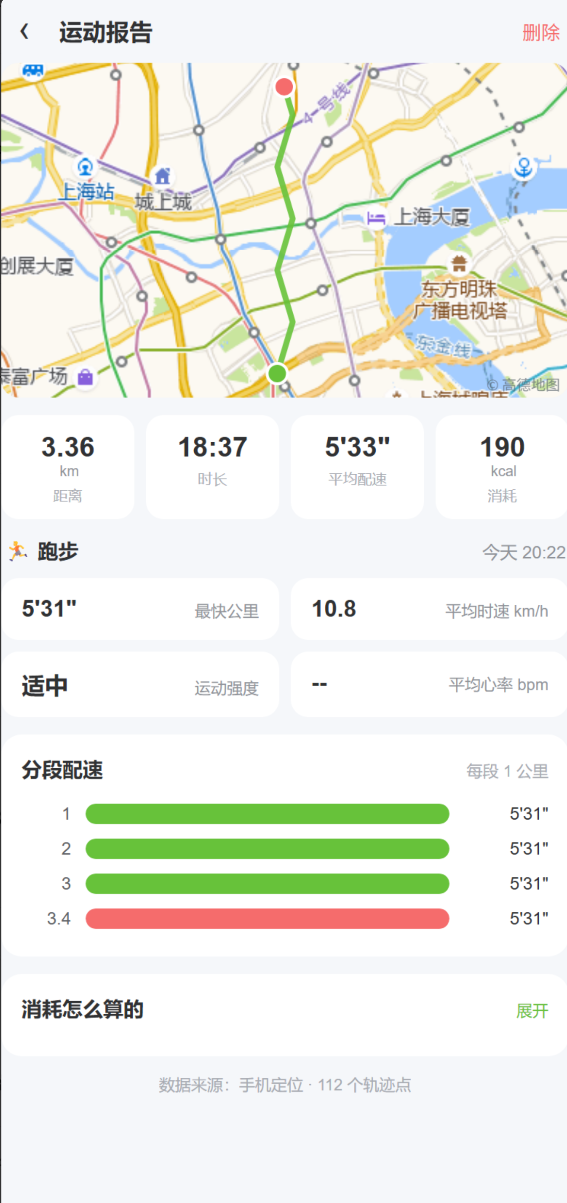 运动报告
删除
4号线
上海站
城上城
上海大厦
创展大厦
东方明珠
广播电视塔
东金线
泰富广场
© 高德地图
3.36
km
距离
18:37
时长
5'33"
平均配速
190
kcal
消耗
跑步
今天 20:22
5'31"
最快公里
10.8
平均时速 km/h
适中
运动强度
--
平均心率 bpm
分段配速
每段 1 公里
1
5'31"
2
5'31"
3
5'31"
3.4
5'31"
消耗怎么算的
展开
数据来源：手机定位 · 112 个轨迹点